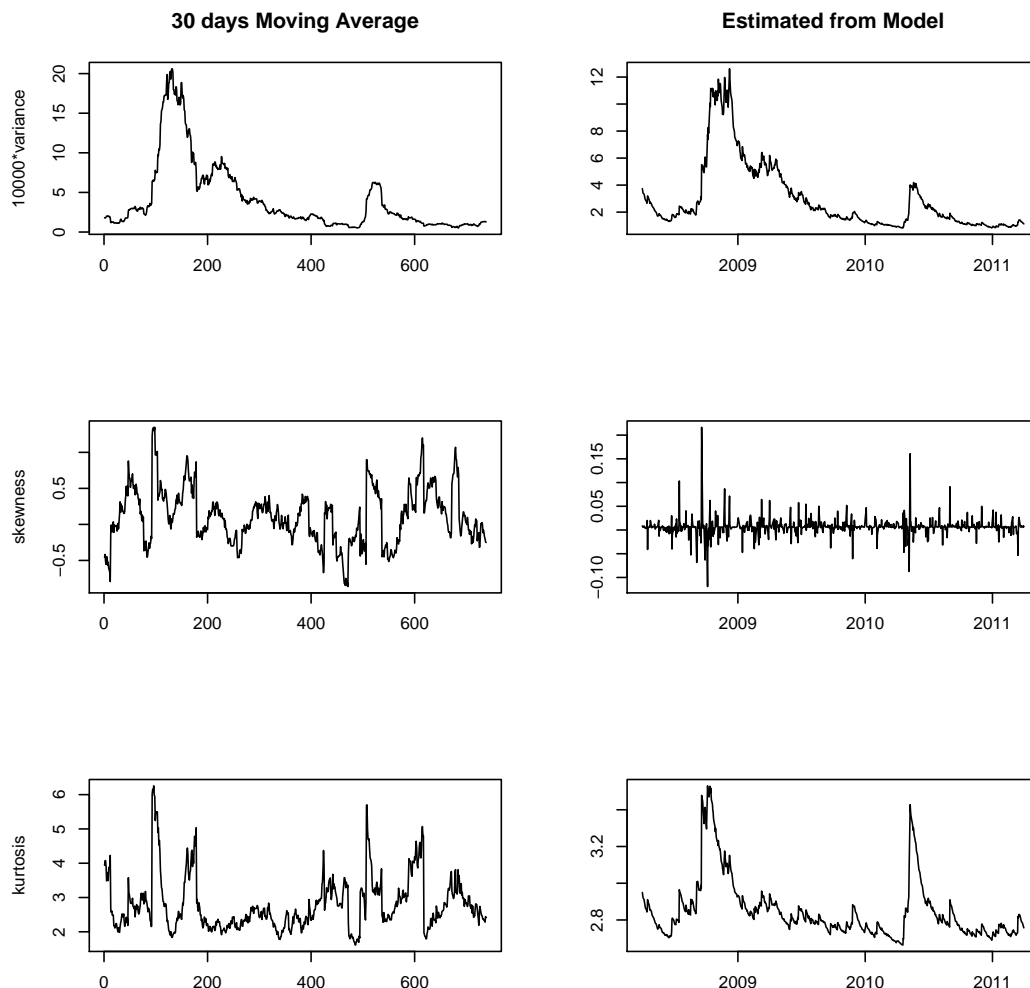 30 days Moving Average
Estimated from Model
10000*variance
0 5 10 15 20
0 200 400 600
2 4 6 8 12
2009 2010 2011
skewness
−0.5 0.5
0 200 400 600
−0.10 0.05 0.15
2009 2010 2011
kurtosis
2 3 4 5 6
0 200 400 600
2.8 3.2
2009 2010 2011